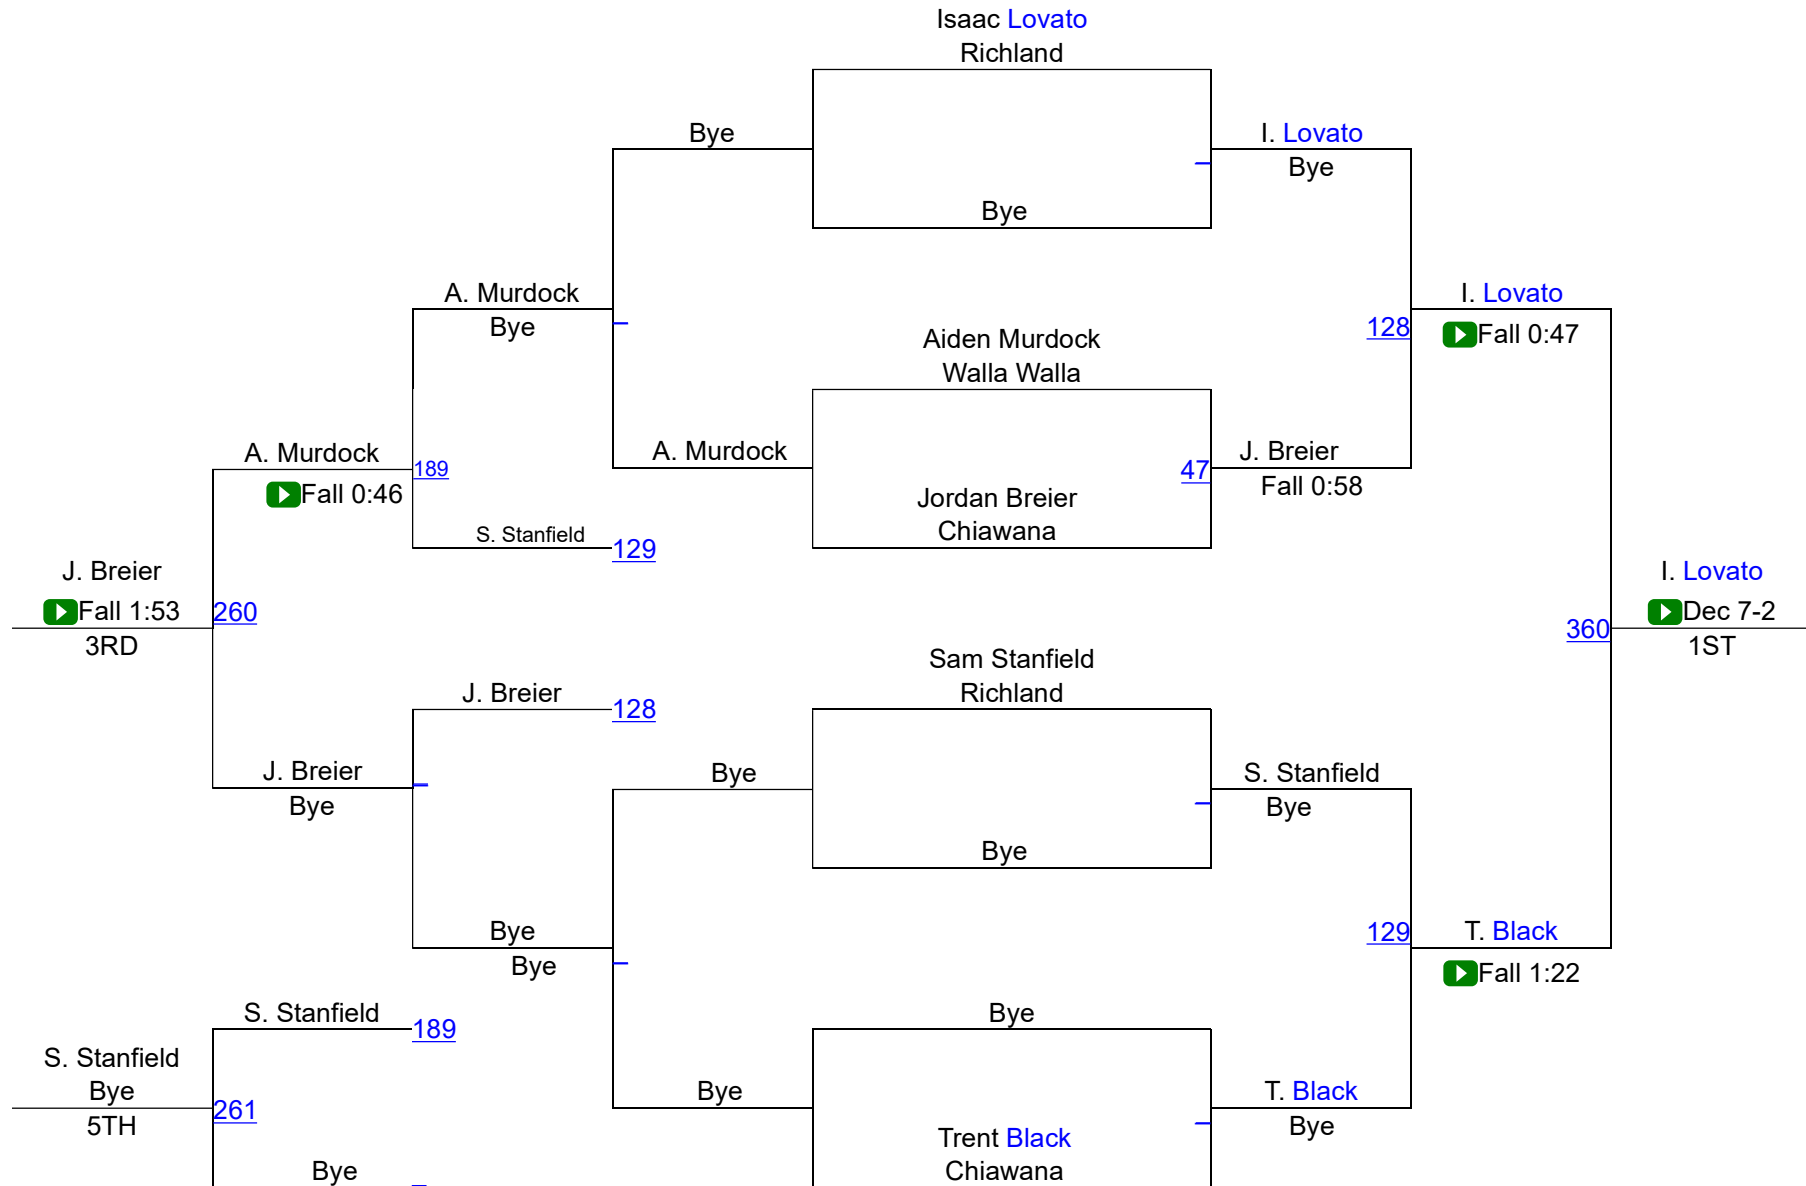 Isaac Lovato
Richland
Bye
I. Lovato
Bye
Bye
A. Murdock
Bye
I. Lovato
128
Fall 0:47
Aiden Murdock
Walla Walla
A. Murdock
189
Fall 0:46
A. Murdock
47
J. Breier
Fall 0:58
Jordan Breier
Chiawana
S. Stanfield
129
J. Breier
Fall 1:53
260
3RD
I. Lovato
Dec 7-2
360
1ST
Sam Stanfield
Richland
J. Breier
128
J. Breier
Bye
Bye
S. Stanfield
Bye
Bye
Bye
Bye
129
T. Black
Fall 1:22
S. Stanfield
189
Bye
S. Stanfield
Bye
261
5TH
Bye
T. Black
Bye
Trent Black
Chiawana
Bye